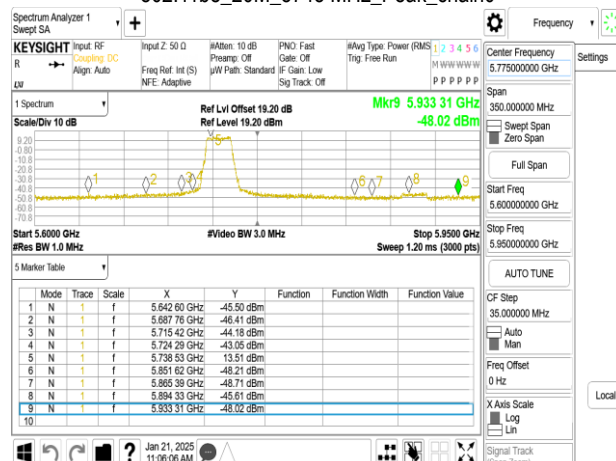 Spectrum Analyzer 1
Swept SA
Frequency
KEYSIGHT
R
Input: RF
Coupling: DC
Align: Auto
Input Z: 50 Ω
Freq Ref: Int (S)
NFE: Adaptive
#Atten: 10 dB
Preamp: Off
µW Path: Standard
PNO: Fast
Gate: Off
IF Gain: Low
Sig Track: Off
#Avg Type: Power (RMS
Trig: Free Run
1 2 3 4 5 6
M W W W W W
P P P P P P
1 Spectrum
Scale/Div 10 dB
Ref Lvl Offset 19.20 dB
Ref Level 19.20 dBm
Mkr9 5.933 31 GHz
-48.02 dBm
9.20
-0.80
-10.8
-20.8
-30.8
-40.8
-50.8
-60.8
-70.8
1 2 3 4 5 6 7 8 9
Start 5.6000 GHz
#Res BW 1.0 MHz
#Video BW 3.0 MHz
Stop 5.9500 GHz
Sweep 1.20 ms (3000 pts)
5 Marker Table
Mode Trace Scale X Y Function Function Width Function Value
1 N 1 f 5.642 60 GHz -45.50 dBm
2 N 1 f 5.687 76 GHz -46.41 dBm
3 N 1 f 5.715 42 GHz -44.18 dBm
4 N 1 f 5.724 29 GHz -43.05 dBm
5 N 1 f 5.738 53 GHz 13.51 dBm
6 N 1 f 5.851 62 GHz -48.21 dBm
7 N 1 f 5.865 39 GHz -48.71 dBm
8 N 1 f 5.894 33 GHz -45.61 dBm
9 N 1 f 5.933 31 GHz -48.02 dBm
10
Jan 21, 2025
11:06:06 AM
Center Frequency
5.775000000 GHz
Settings
Span
350.000000 MHz
Swept Span
Zero Span
Full Span
Start Freq
5.600000000 GHz
Stop Freq
5.950000000 GHz
AUTO TUNE
CF Step
35.000000 MHz
Auto
Man
Freq Offset
0 Hz
Local
X Axis Scale
Log
Lin
Signal Track